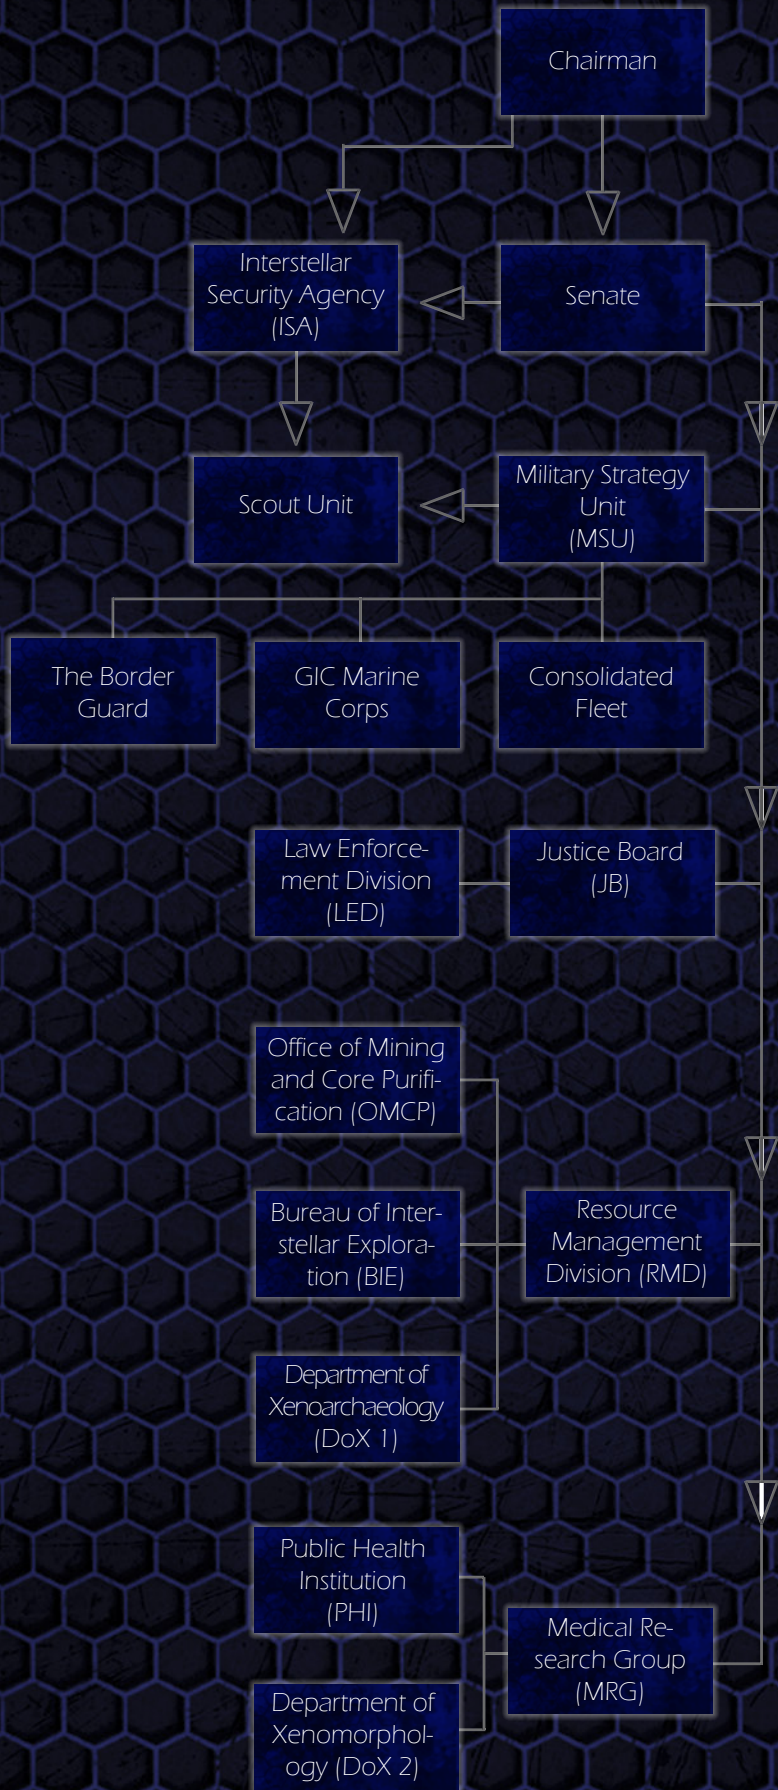 Chairman
Interstellar
Security Agency
(ISA)
Senate
Scout Unit
Military Strategy
Unit
(MSU)
The Border
Guard
GIC Marine
Corps
Consolidated
Fleet
Law Enforce-
ment Division
(LED)
Justice Board
(JB)
Office of Mining
and Core Purifi-
cation (OMCP)
Bureau of Inter-
stellar Explora-
tion (BIE)
Resource
Management
Division (RMD)
Department of
Xenoarchaeology
(DoX 1)
Public Health
Institution
(PHI)
Medical Re-
search Group
(MRG)
Department of
Xenomorphol-
ogy (DoX 2)